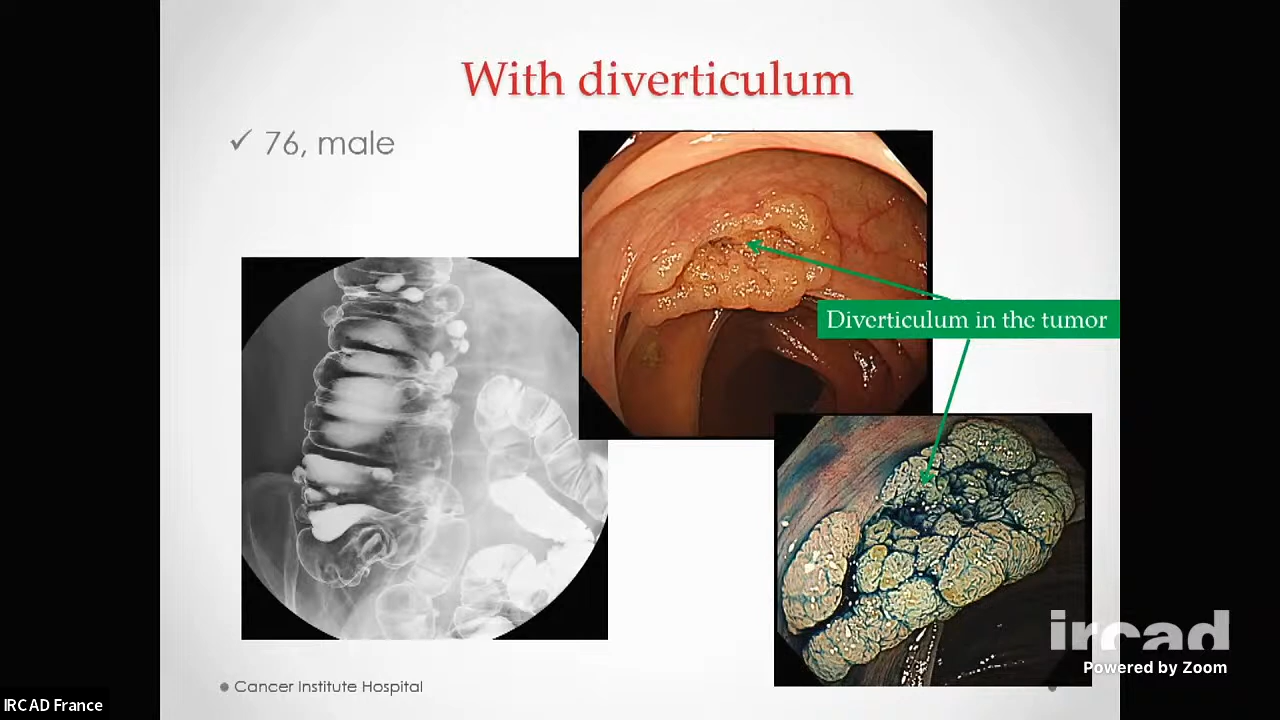 With diverticulum
✓ 76, male
Diverticulum in the tumor
Cancer Institute Hospital
ircad
Powered by Zoom
IRCAD France